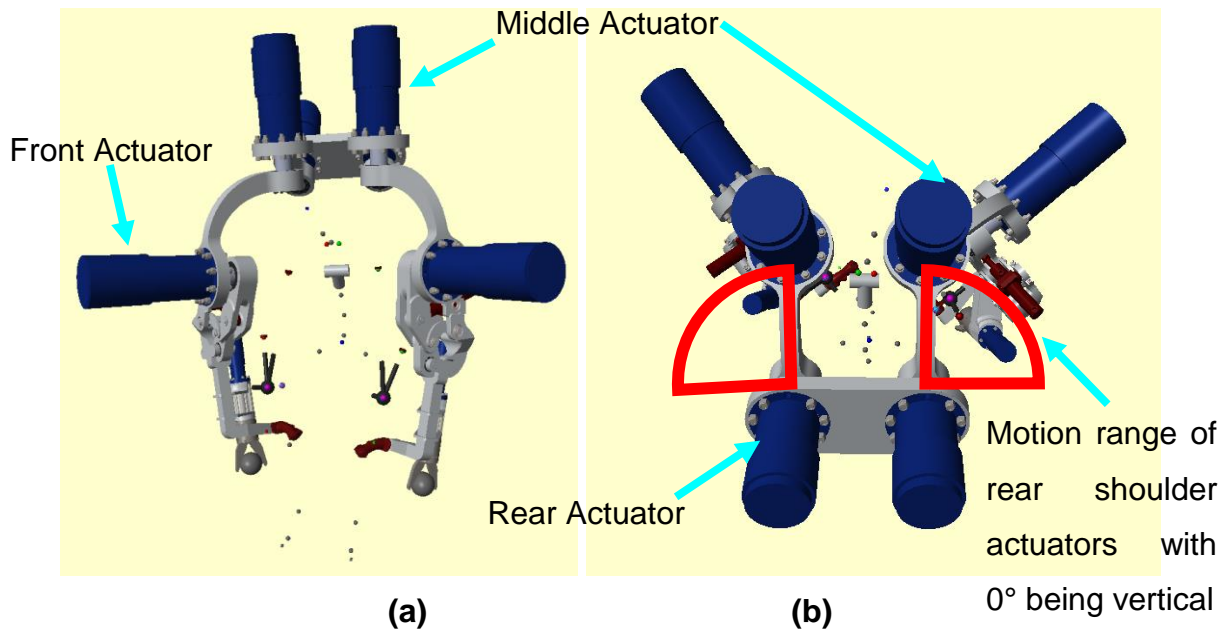 Middle Actuator
Front Actuator
Rear Actuator
Motion range of
rear shoulder
actuators with
0° being vertical
(a)
(b)